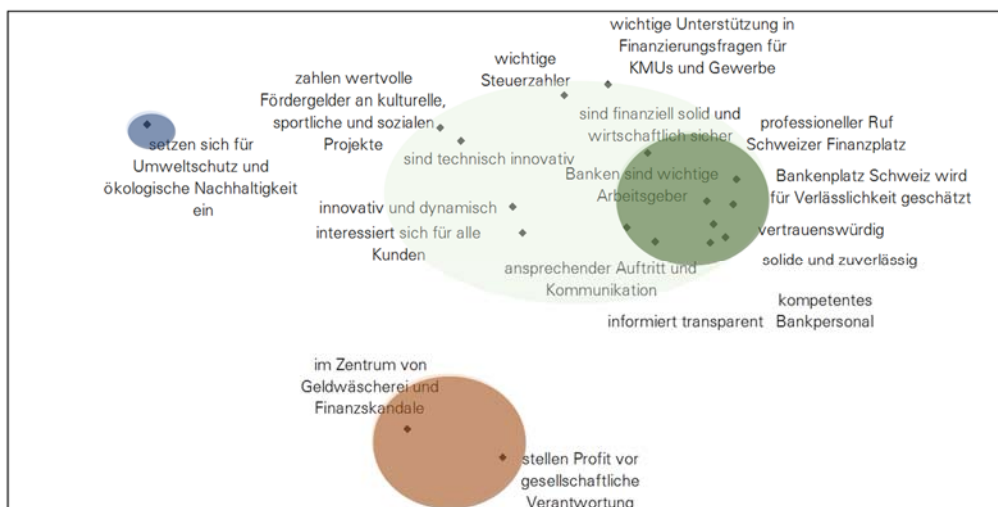 wichtige Unterstützung in
Finanzierungsfragen für
KMUs und Gewerbe
wichtige
Steuerzahler
zahlen wertvolle
Fördergelder an kulturelle,
sportliche und sozialen
Projekte
sind finanziell solid und
wirtschaftlich sicher
professioneller Ruf
Schweizer Finanzplatz
setzen sich für
Umweltschutz und
ökologische Nachhaltigkeit
ein
sind technisch innovativ
Banken sind wichtige
Arbeitsgeber
Bankenplatz Schweiz wird
für Verlässlichkeit geschätzt
innovativ und dynamisch
interessiert sich für alle
Kunden
vertrauenswürdig
solide und zuverlässig
ansprechender Auftritt und
Kommunikation
informiert transparent
kompetentes
Bankpersonal
im Zentrum von
Geldwäscherei und
Finanzskandale
stellen Profit vor
gesellschaftliche
Verantwortung